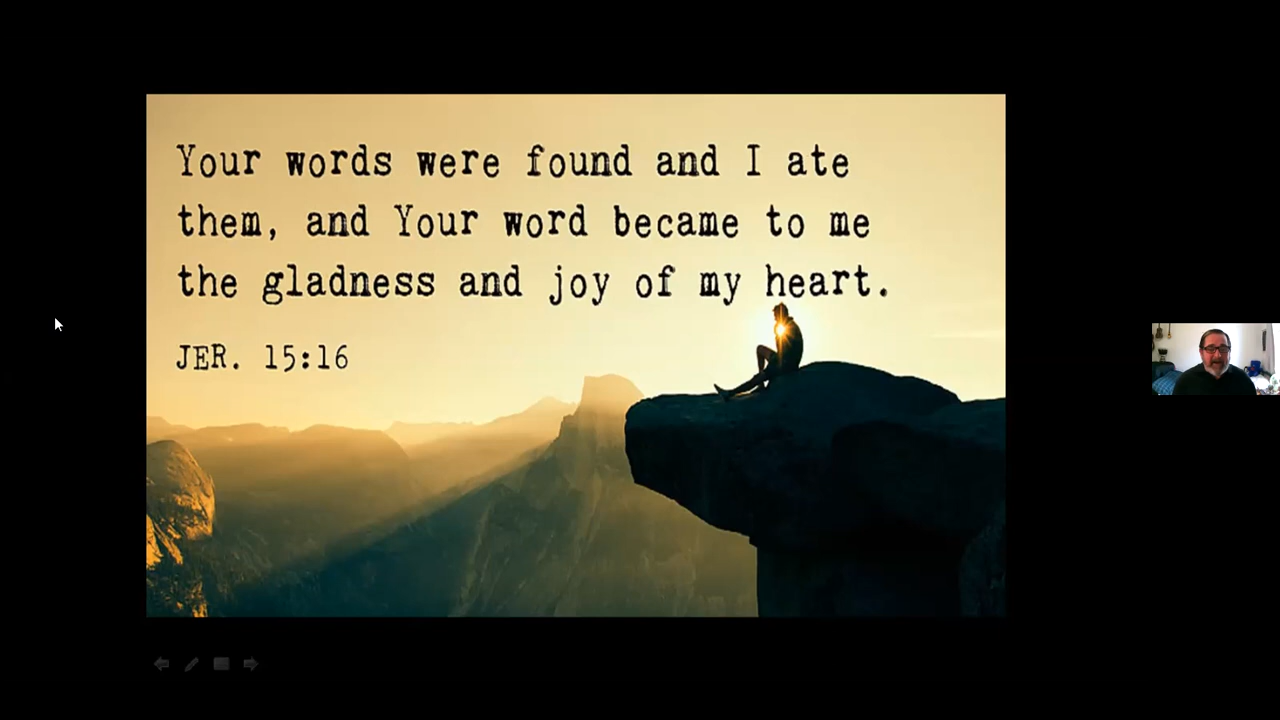 Your words were found and I ate
them, and Your word became to me
the gladness and joy of my heart.
JER. 15:16